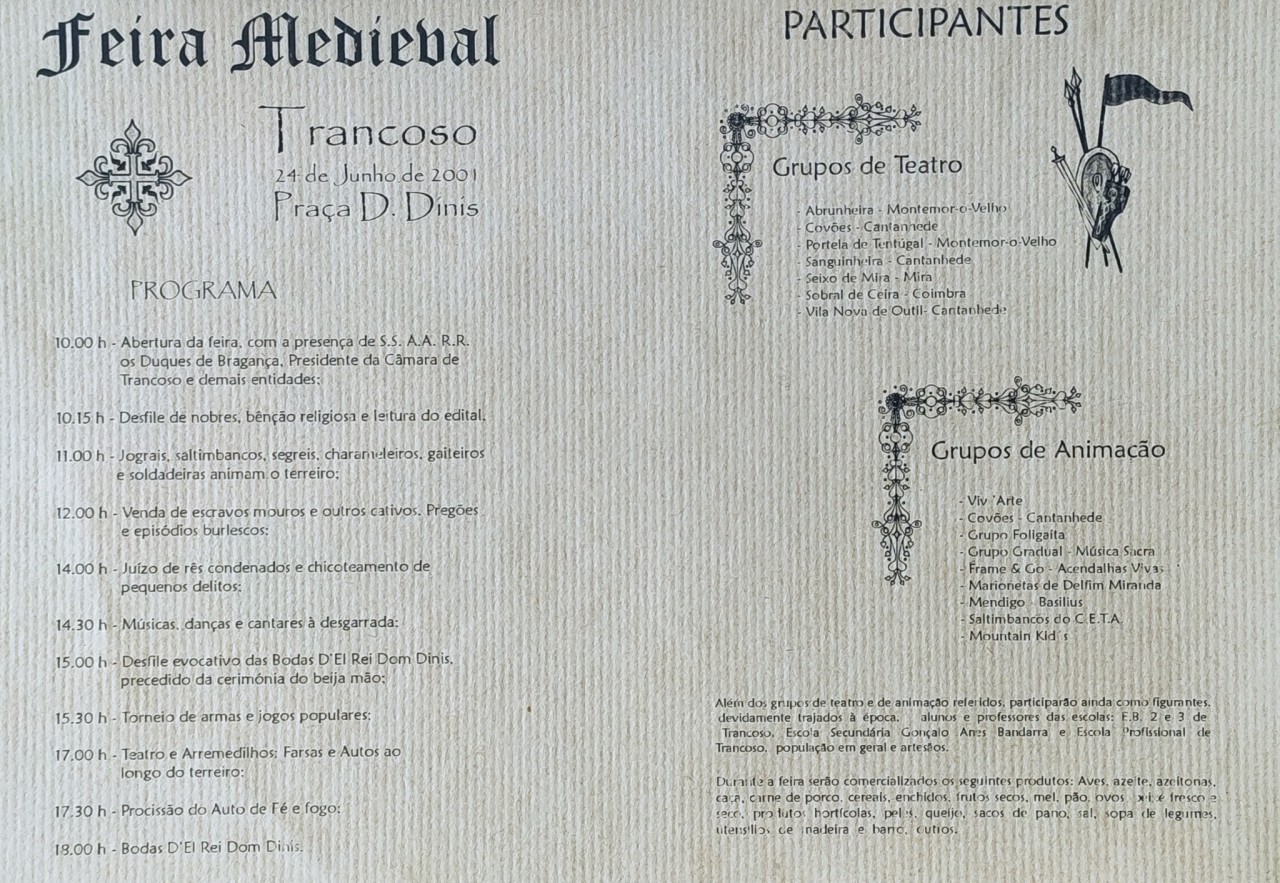 Feira Medieval
Trancoso
24 de Junho de 2001
Praça D. Dinis
PROGRAMA
10.00 h - Abertura da feira, com a presença de S.S. A.A. R.R.
os Duques de Bragança, Presidente da Câmara de
Trancoso e demais entidades;
10.15 h - Desfile de nobres, bênção religiosa e leitura do edital.
11.00 h - Jograis, saltimbancos, segreis, charameleiros, gaiteiros
e soldadeiras animam o terreiro;
12.00 h - Venda de escravos mouros e outros cativos. Pregões
e episódios burlescos;
14.00 h - Juízo de rês condenados e chicoteamento de
pequenos delitos;
14.30 h - Músicas, danças e cantares à desgarrada;
15.00 h - Desfile evocativo das Bodas D'El Rei Dom Dinis,
precedido da cerimónia do beija mão;
15.30 h - Torneio de armas e jogos populares;
17.00 h - Teatro e Arremedilhos; Farsas e Autos ao
longo do terreiro;
17.30 h - Procissão do Auto de Fé e fogo;
18.00 h - Bodas D'El Rei Dom Dinis.
PARTICIPANTES
Grupos de Teatro
- Abrunheira - Montemor-o-Velho
- Covões - Cantanhede
- Portela de Tentúgal - Montemor-o-Velho
- Sanguinheira - Cantanhede
- Seixo de Mira - Mira
- Sobral de Ceira - Coimbra
- Vila Nova de Outil- Cantanhede
Grupos de Animação
- Viv 'Arte
- Covões - Cantanhede
- Grupo Foligaita
- Grupo Gradual - Música Sacra
- Frame & Go - Acendalhas Vivas
- Marionetas de Delfim Miranda
- Mendigo - Basilius
- Saltimbancos do C.E.T.A.
- Mountain Kid´s
Além dos grupos de teatro e de animação referidos, participarão ainda como figurantes,
devidamente trajados à época, alunos e professores das escolas: E.B. 2 e 3 de
Trancoso, Escola Secundária Gonçalo Anes Bandarra e Escola Profissional de
Trancoso, população em geral e artesãos.
Durante a feira serão comercializados os seguintes produtos: Aves, azeite, azeitonas,
caça, carne de porco, cereais, enchidos, frutos secos, mel, pão, ovos peixe fresco e
seco, produtos hortícolas, peles, queijo, sacos de pano, sal, sopa de legumes,
utensílios de madeira e barro, outros.